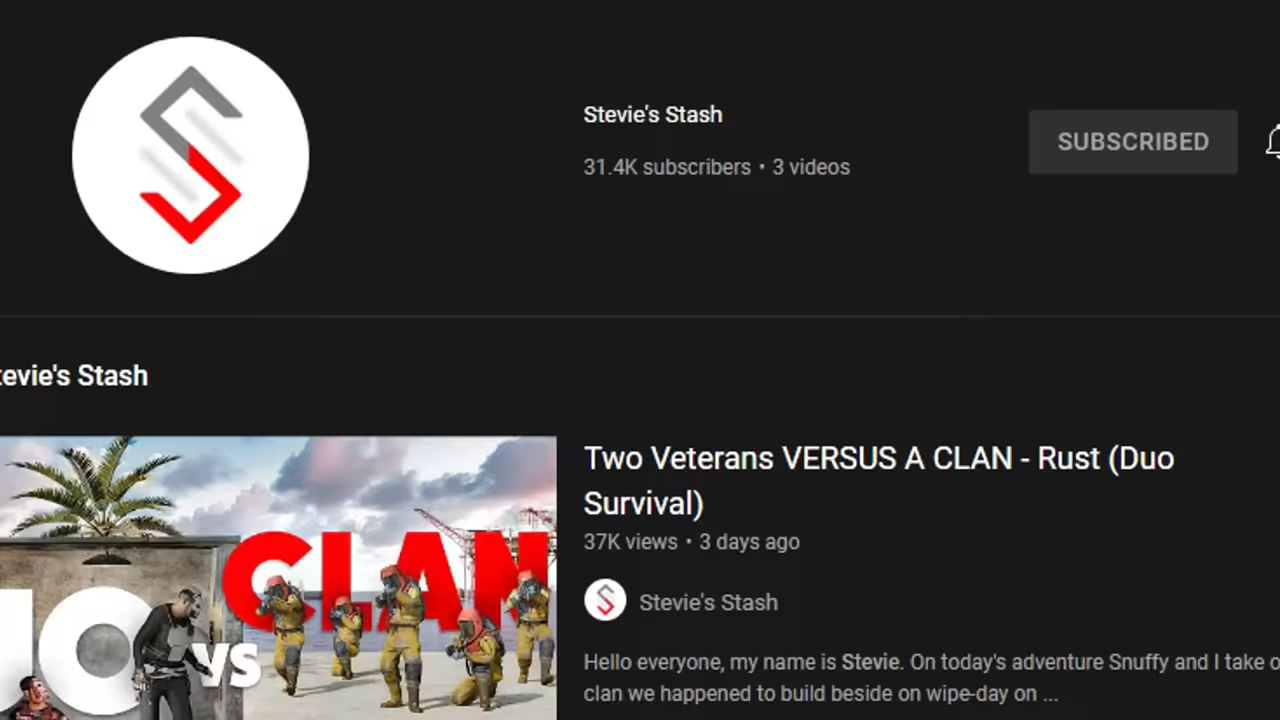 Stevie's Stash
31.4K subscribers • 3 videos
SUBSCRIBED
Stash
Two Veterans VERSUS A CLAN - Rust (Duo
Survival)
37K views • 3 days ago
Stevie's Stash
Hello everyone, my name is Stevie. On today's adventure Snuffy and I take
clan we happened to build beside on wipe-day on ...
CLAN
VS